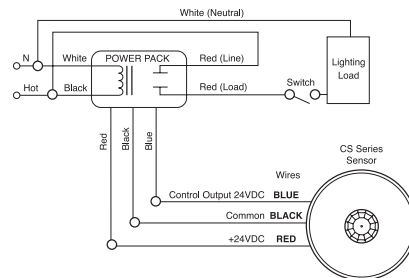 White (Neutral)
N
White
POWER PACK
Red (Line)
Lighting
Load
Hot
Black
Red (Load)
Switch
Red
Black
Blue
CS Series
Sensor
Wires
Control Output 24VDC BLUE
Common BLACK
+24VDC RED